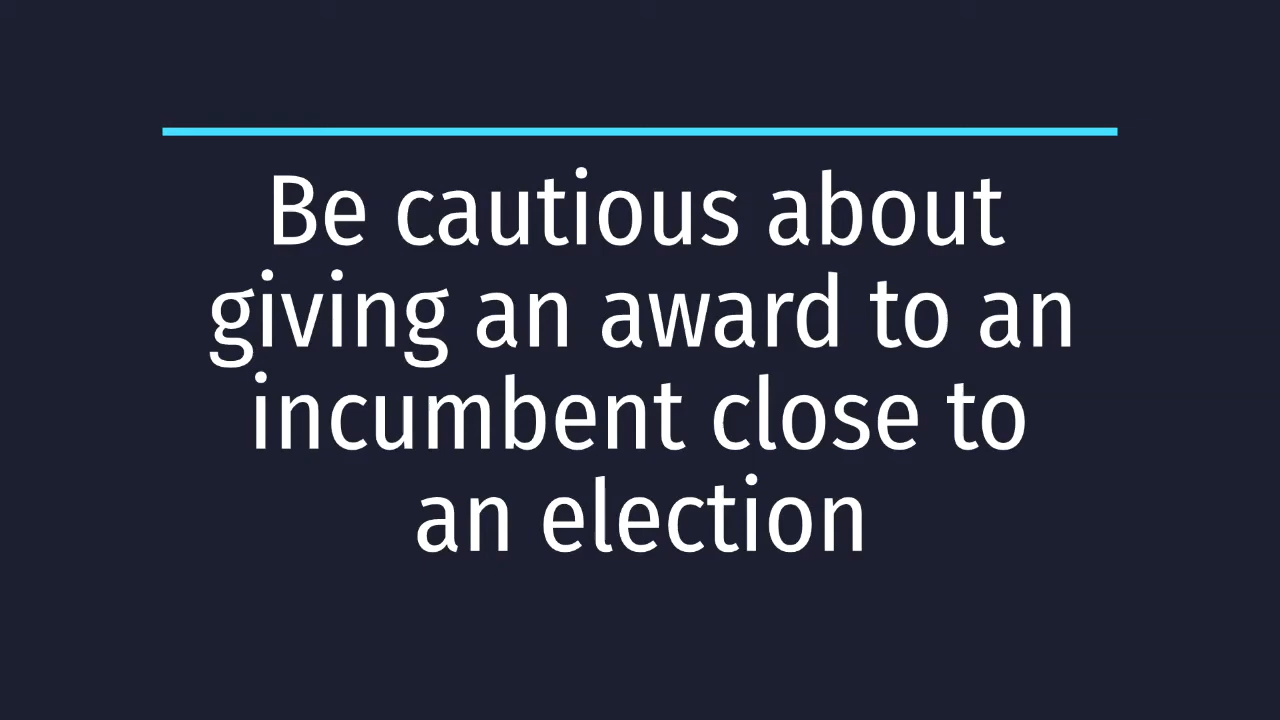 Be cautious about
giving an award to an
incumbent close to
an election